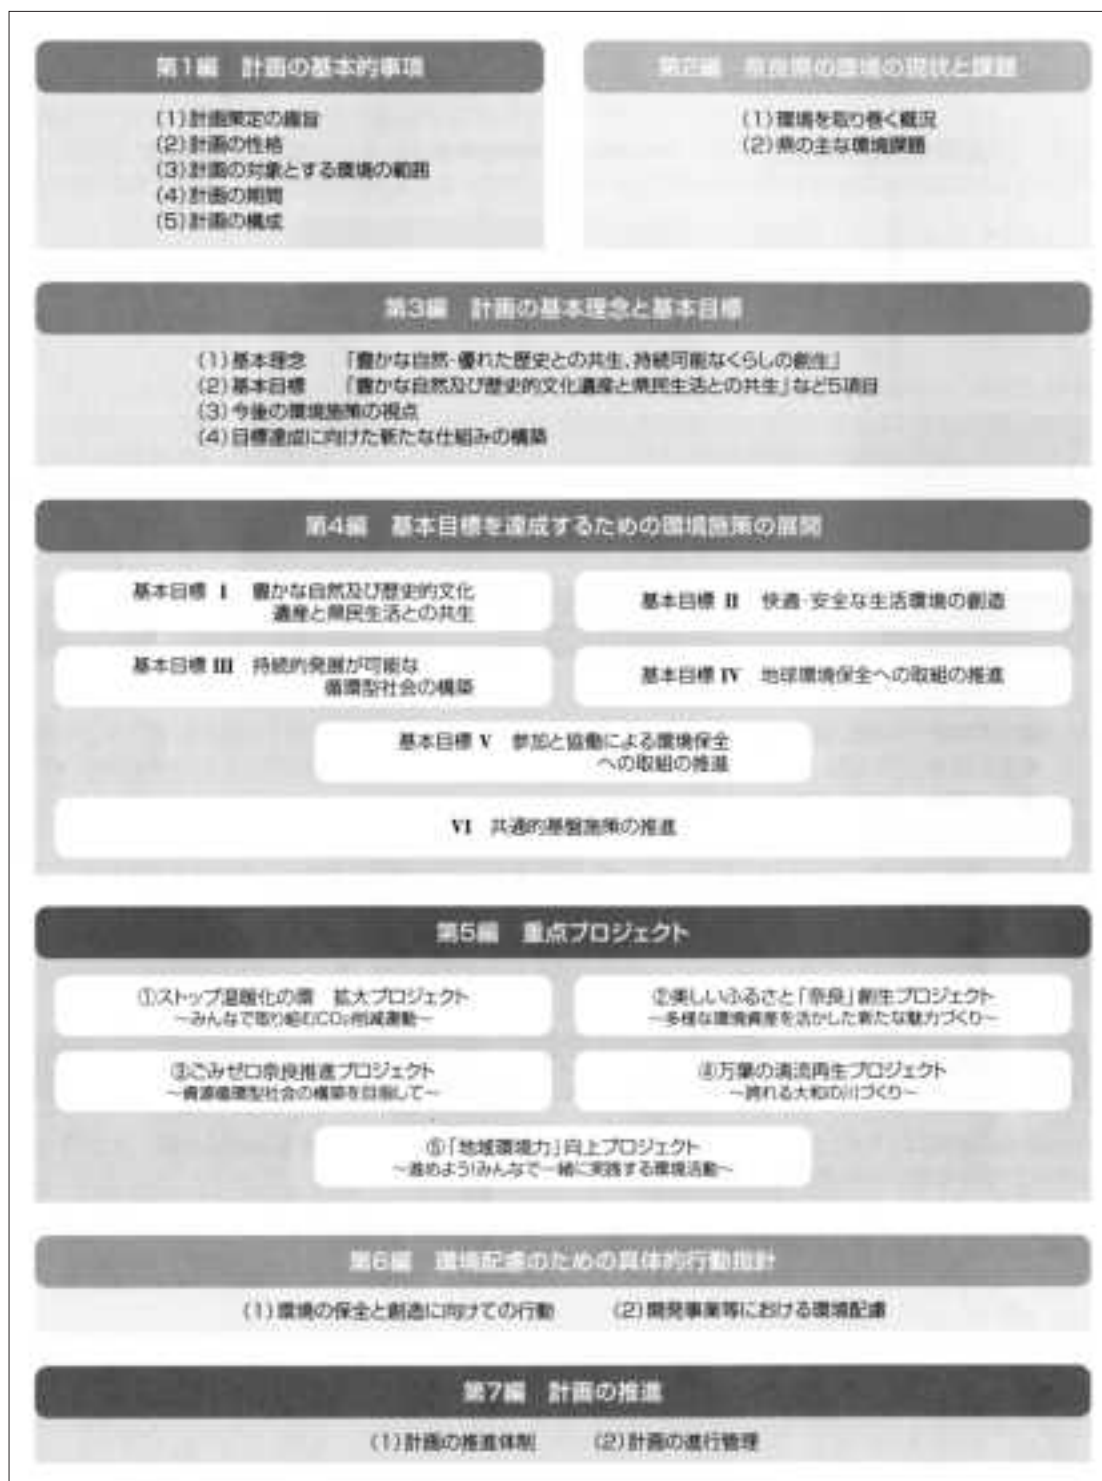 第1編 計画の基本的事項
(1)計画策定の趣旨
(2)計画の性格
(3)計画の対象とする環境の範囲
(4)計画の期間
(5)計画の構成
第2編 奈良県の環境の現状と課題
(1)環境を取り巻く概況
(2)県の主な環境課題
第3編 計画の基本理念と基本目標
(1)基本理念 「豊かな自然・優れた歴史との共生、持続可能なくらしの創生」
(2)基本目標 「豊かな自然及び歴史的文化遺産と県民生活との共生」など5項目
(3)今後の環境施策の視点
(4)目標達成に向けた新たな仕組みの構築
第4編 基本目標を達成するための環境施策の展開
基本目標 I 豊かな自然及び歴史的文化
遺産と県民生活との共生
基本目標 II 快適・安全な生活環境の創造
基本目標 III 持続的発展が可能な
循環型社会の構築
基本目標 IV 地球環境保全への取組の推進
基本目標 V 参加と協働による環境保全
への取組の推進
VI 共通的基盤施策の推進
第5編 重点プロジェクト
①ストップ温暖化の環 拡大プロジェクト
〜みんなで取り組むCO₂削減運動〜
②美しいふるさと「奈良」創生プロジェクト
〜多様な環境資産を活かした新たな魅力づくり〜
③ごみゼロ奈良推進プロジェクト
〜資源循環型社会の構築を目指して〜
④万葉の清流再生プロジェクト
〜誇れる大和の川づくり〜
⑤「地域環境力」向上プロジェクト
〜進めよう!みんなで一緒に実践する環境活動〜
第6編 環境配慮のための具体的行動指針
(1)環境の保全と創造に向けての行動 (2)開発事業等における環境配慮
第7編 計画の推進
(1)計画の推進体制 (2)計画の進行管理